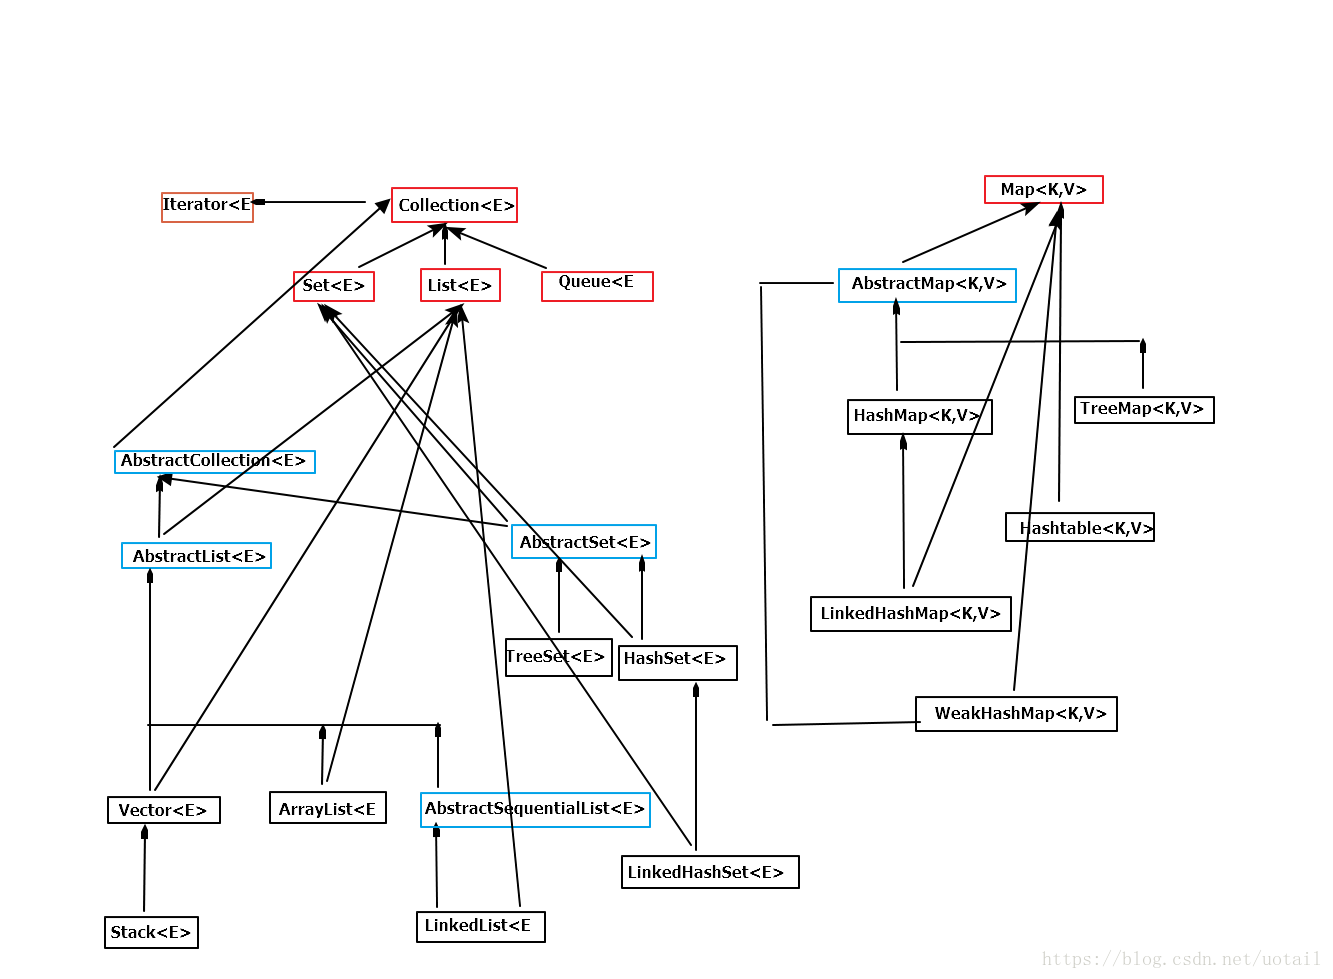 Map<K,V>
Iterator<E
Collection<E>
Set<E>
List<E>
Queue<E
AbstractMap<K,V>
HashMap<K,V>
TreeMap<K,V>
AbstractCollection<E>
Hashtable<K,V>
AbstractList<E>
AbstractSet<E>
LinkedHashMap<K,V>
TreeSet<E>
HashSet<E>
WeakHashMap<K,V>
Vector<E>
ArrayList<E
AbstractSequentialList<E>
LinkedHashSet<E>
Stack<E>
LinkedList<E
https://blog.csdn.net/uotail